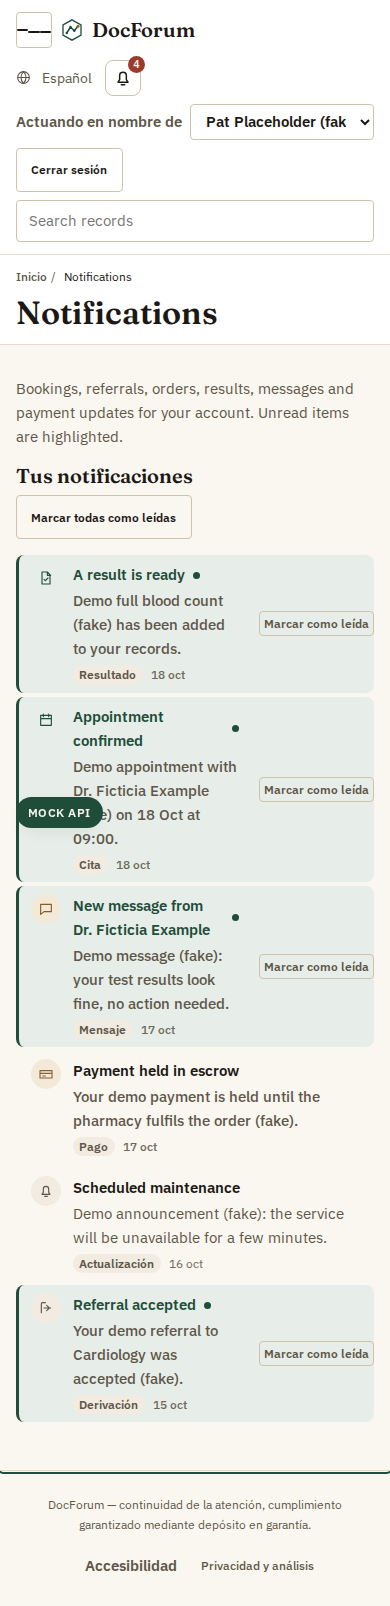 DocForum
Español
4
Actuando en nombre de
Pat Placeholder (fak
Cerrar sesión
Search records
Inicio / Notifications
Notifications
Bookings, referrals, orders, results, messages and
payment updates for your account. Unread items
are highlighted.
Tus notificaciones
Marcar todas como leídas
A result is ready
Demo full blood count
(fake) has been added
to your records.
Resultado 18 oct
Marcar como leída
Appointment
confirmed
Demo appointment with
Dr. Ficticia Example
on 18 Oct at
09:00.
Cita 18 oct
Marcar como leída
MOCK API
New message from
Dr. Ficticia Example
Demo message (fake):
your test results look
fine, no action needed.
Mensaje 17 oct
Marcar como leída
Payment held in escrow
Your demo payment is held until the
pharmacy fulfils the order (fake).
Pago 17 oct
Scheduled maintenance
Demo announcement (fake): the service
will be unavailable for a few minutes.
Actualización 16 oct
Referral accepted
Your demo referral to
Cardiology was
accepted (fake).
Derivación 15 oct
Marcar como leída
DocForum — continuidad de la atención, cumplimiento
garantizado mediante depósito en garantía.
Accesibilidad Privacidad y análisis